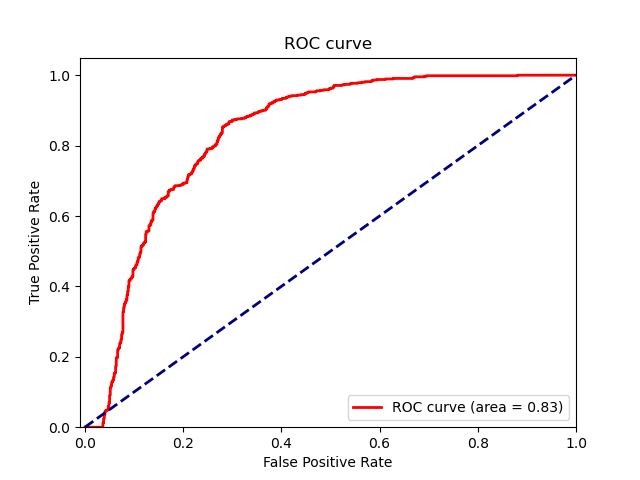 ROC curve
True Positive Rate
1.0
0.8
0.6
0.4
0.2
0.0
ROC curve (area = 0.83)
0.0 0.2 0.4 0.6 0.8 1.0
False Positive Rate